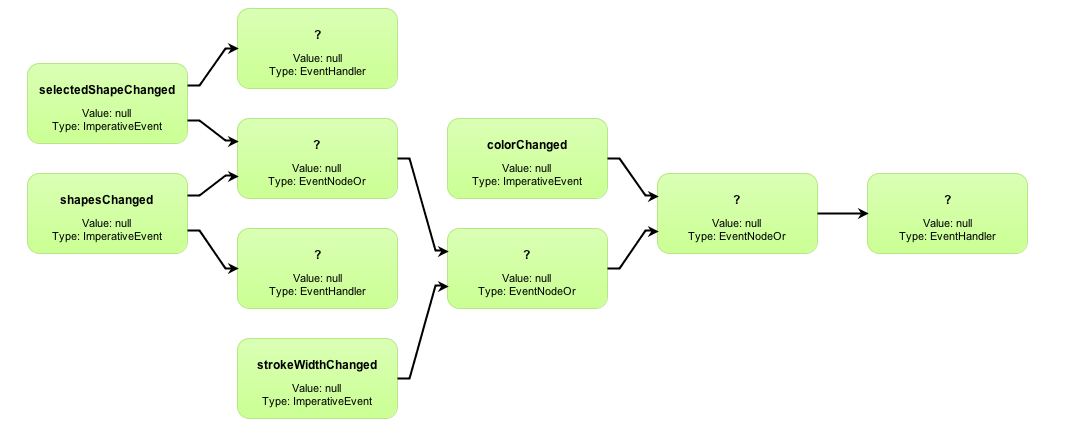 ?
Value: null
Type: EventHandler
selectedShapeChanged
Value: null
Type: ImperativeEvent
?
Value: null
Type: EventNodeOr
colorChanged
Value: null
Type: ImperativeEvent
shapesChanged
Value: null
Type: ImperativeEvent
?
Value: null
Type: EventNodeOr
?
Value: null
Type: EventHandler
?
Value: null
Type: EventHandler
?
Value: null
Type: EventNodeOr
strokeWidthChanged
Value: null
Type: ImperativeEvent